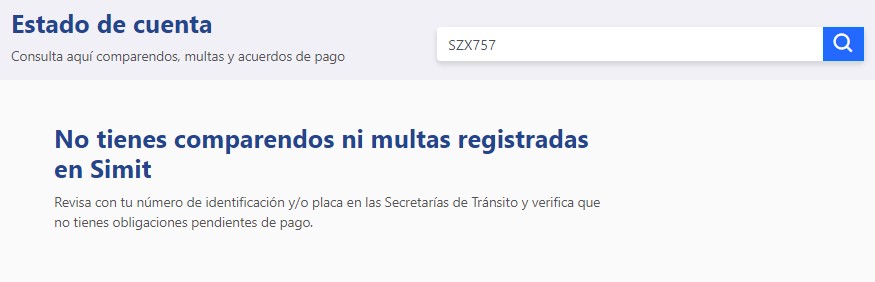 Estado de cuenta
Consulta aquí comparendos, multas y acuerdos de pago
SZX757
No tienes comparendos ni multas registradas
en Simit
Revisa con tu número de identificación y/o placa en las Secretarías de Tránsito y verifica que
no tienes obligaciones pendientes de pago.